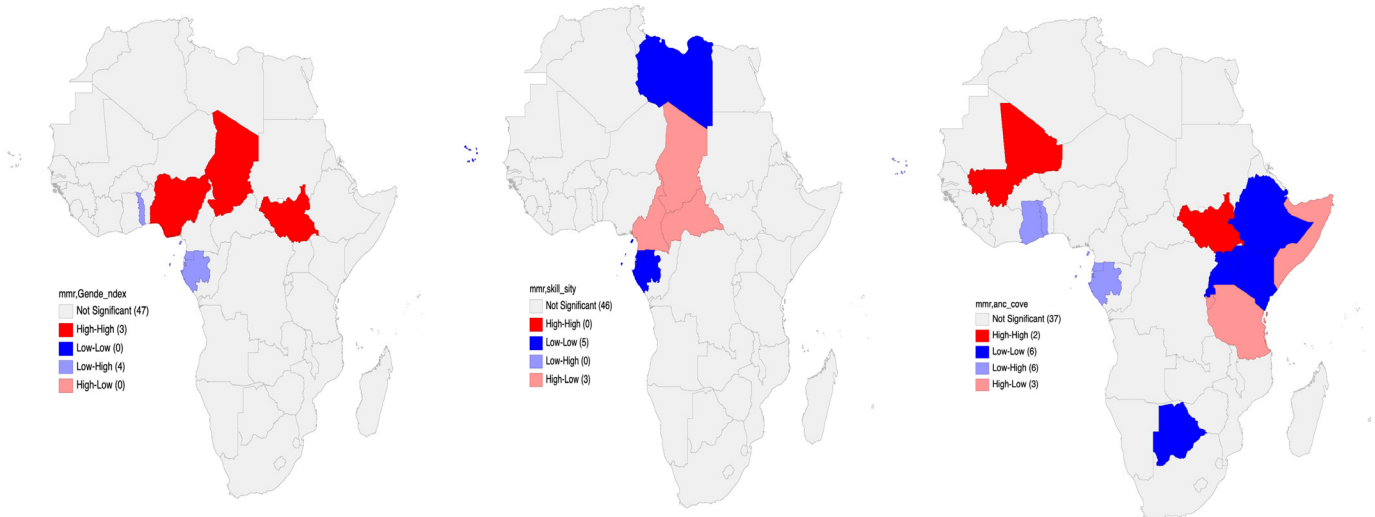 mmr,Gende_ndex
Not Significant (47)
High-High (3)
Low-Low (0)
Low-High (4)
High-Low (0)
mmr,skill_sity
Not Significant (46)
High-High (0)
Low-Low (5)
Low-High (0)
High-Low (3)
mmr,anc_cove
Not Significant (37)
High-High (2)
Low-Low (6)
Low-High (6)
High-Low (3)